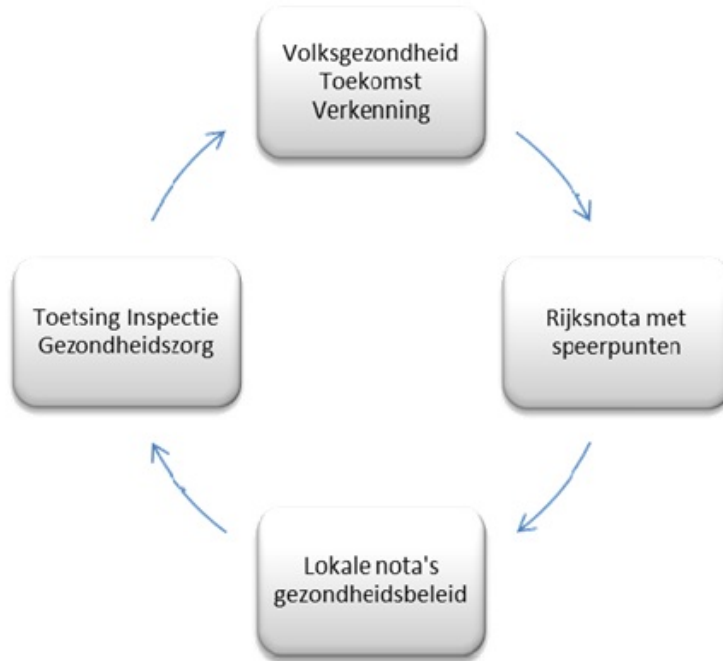 Volksgezondheid
Toekomst
Verkenning
Rijksnota met
speerpunten
Lokale nota's
gezondheidsbeleid
Toetsing Inspectie
Gezondheidszorg